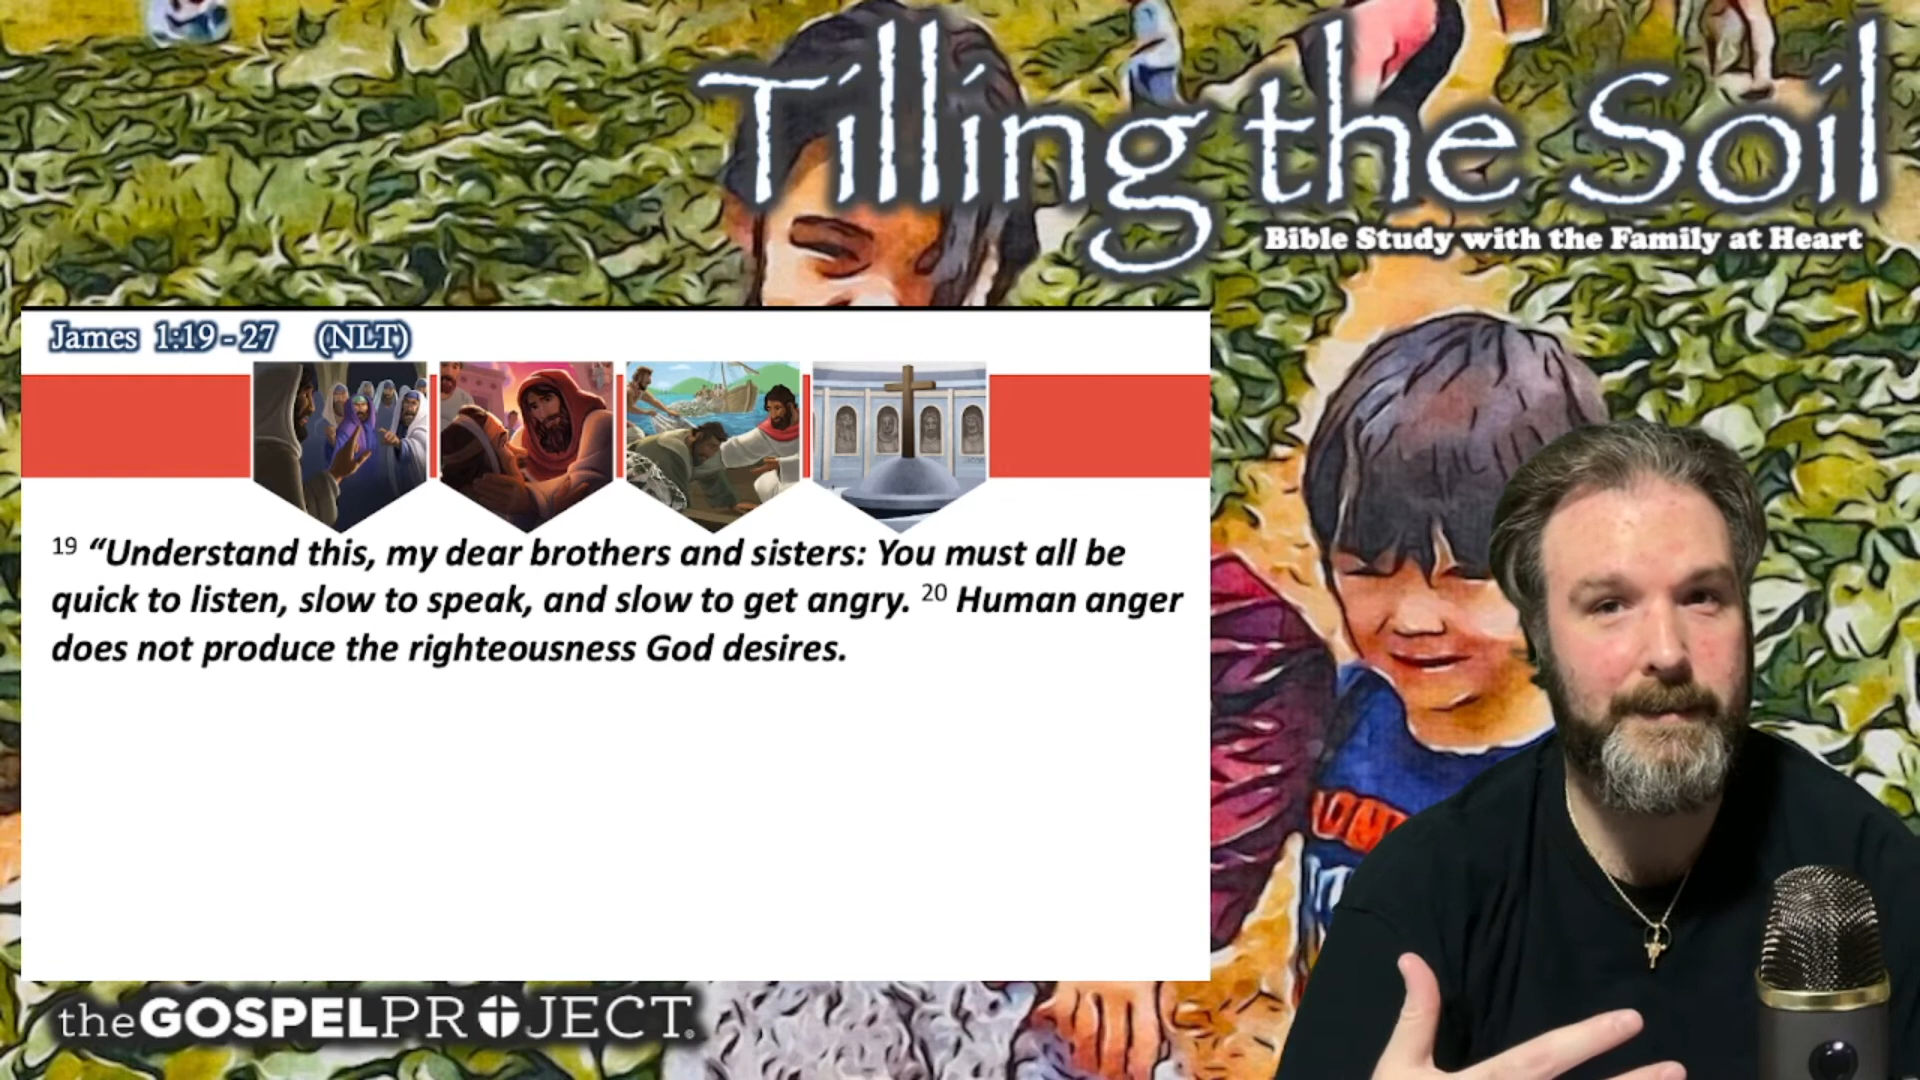 Tilling the Soil
Bible Study with the Family at Heart
James 1:19 - 27 (NLT)
19 “Understand this, my dear brothers and sisters: You must all be
quick to listen, slow to speak, and slow to get angry. 20 Human anger
does not produce the righteousness God desires.
theGOSPELPROJECT®